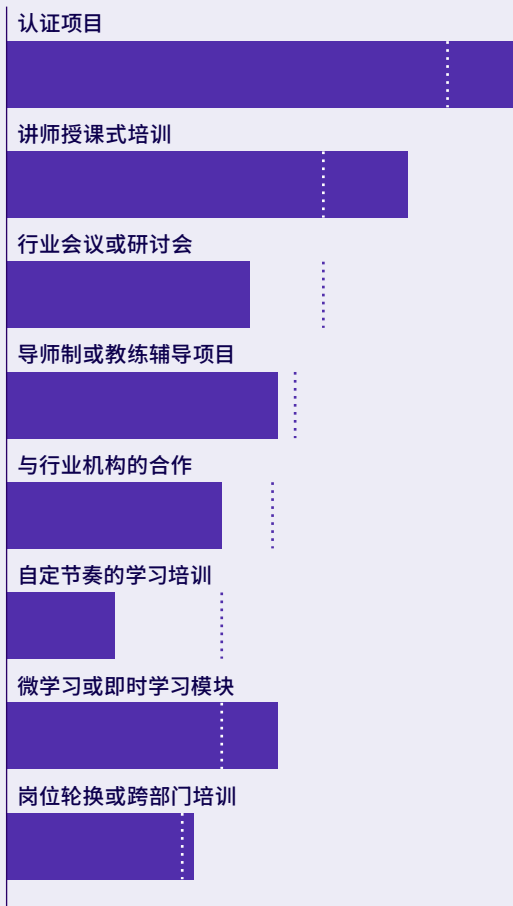 认证项目
讲师授课式培训
行业会议或研讨会
导师制或教练辅导项目
与行业机构的合作
自定节奏的学习培训
微学习或即时学习模块
岗位轮换或跨部门培训